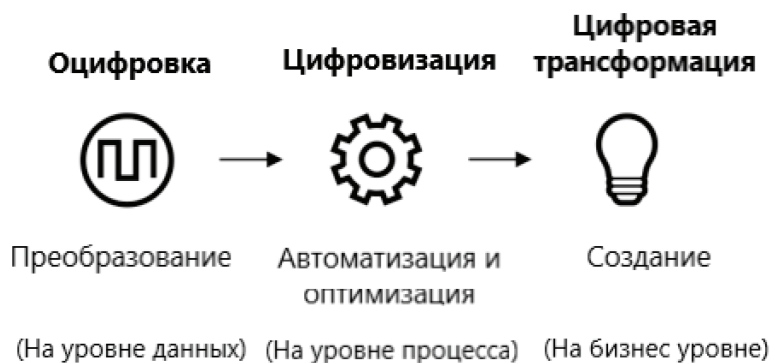 Оцифровка
Цифровизация
Цифровая
трансформация
Преобразование
Автоматизация и
оптимизация
Создание
(На уровне данных)
(На уровне процесса)
(На бизнес уровне)